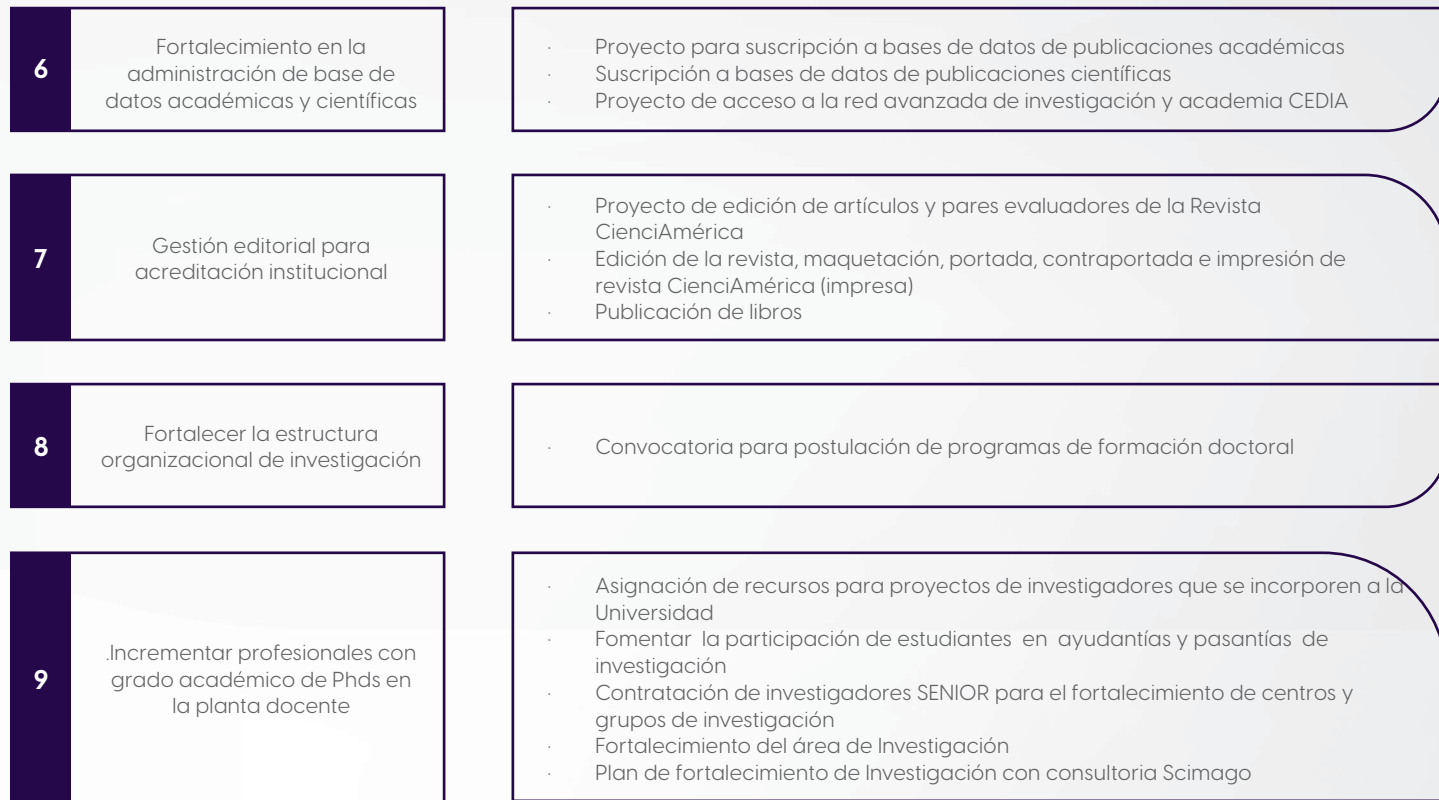 6
Fortalecimiento en la
administración de base de
datos académicas y científicas
· Proyecto para suscripción a bases de datos de publicaciones académicas
· Suscripción a bases de datos de publicaciones científicas
· Proyecto de acceso a la red avanzada de investigación y academia CEDIA
7
Gestión editorial para
acreditación institucional
· Proyecto de edición de artículos y pares evaluadores de la Revista
CienciAmérica
· Edición de la revista, maquetación, portada, contraportada e impresión de
revista CienciAmérica (impresa)
· Publicación de libros
8
Fortalecer la estructura
organizacional de investigación
· Convocatoria para postulación de programas de formación doctoral
9
.Incrementar profesionales con
grado académico de Phds en
la planta docente
· Asignación de recursos para proyectos de investigadores que se incorporen a la
Universidad
· Fomentar la participación de estudiantes en ayudantías y pasantías de
investigación
· Contratación de investigadores SENIOR para el fortalecimiento de centros y
grupos de investigación
· Fortalecimiento del área de Investigación
· Plan de fortalecimiento de Investigación con consultoria Scimago